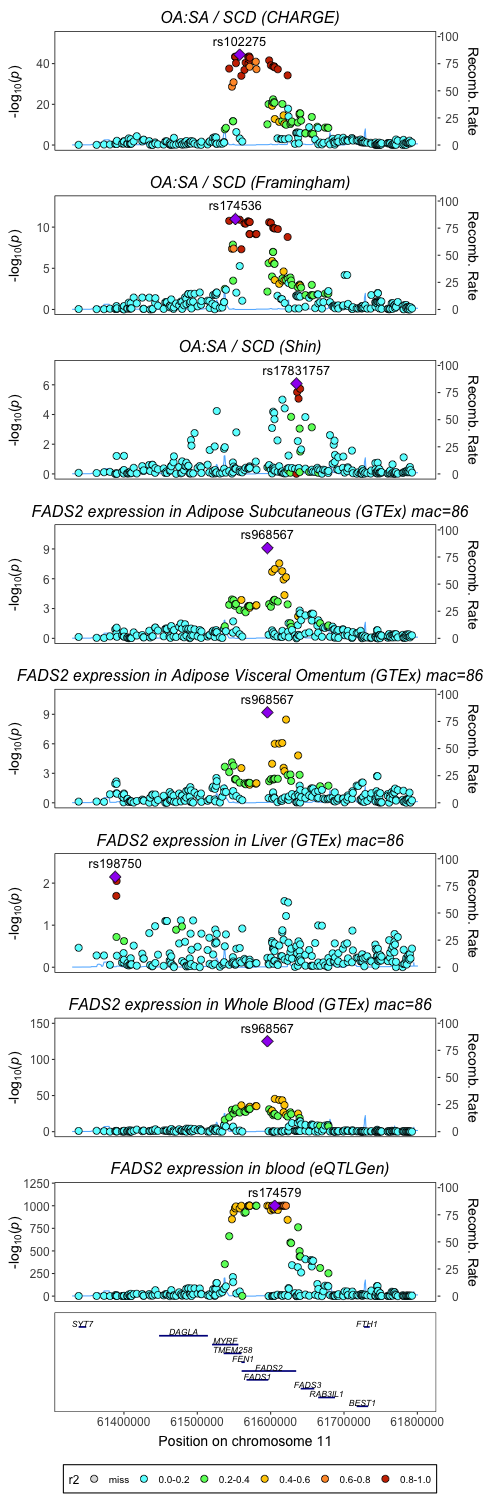 OA:SA / SCD (CHARGE)
rs102275
-log10(p)
Recomb. Rate
40
20
0
100
75
50
25
0
OA:SA / SCD (Framingham)
rs174536
-log10(p)
Recomb. Rate
10
5
0
100
75
50
25
0
OA:SA / SCD (Shin)
rs17831757
-log10(p)
Recomb. Rate
6
4
2
0
100
75
50
25
0
FADS2 expression in Adipose Subcutaneous (GTEx) mac=86
rs968567
-log10(p)
Recomb. Rate
9
6
3
0
100
75
50
25
0
FADS2 expression in Adipose Visceral Omentum (GTEx) mac=86
rs968567
-log10(p)
Recomb. Rate
9
6
3
0
100
75
50
25
0
FADS2 expression in Liver (GTEx) mac=86
rs198750
-log10(p)
Recomb. Rate
2
1
0
100
75
50
25
0
FADS2 expression in Whole Blood (GTEx) mac=86
rs968567
-log10(p)
Recomb. Rate
150
100
50
0
100
75
50
25
0
FADS2 expression in blood (eQTLGen)
rs174579
-log10(p)
Recomb. Rate
1250
1000
750
500
250
0
100
75
50
25
0
SYT7 FTH1
DAGLA
MYRF
TMEM258
FEN1
FADS2
FADS1
FADS3
RAB3IL1
BEST1
61400000 61500000 61600000 61700000 61800000
Position on chromosome 11
r2 miss 0.0-0.2 0.2-0.4 0.4-0.6 0.6-0.8 0.8-1.0